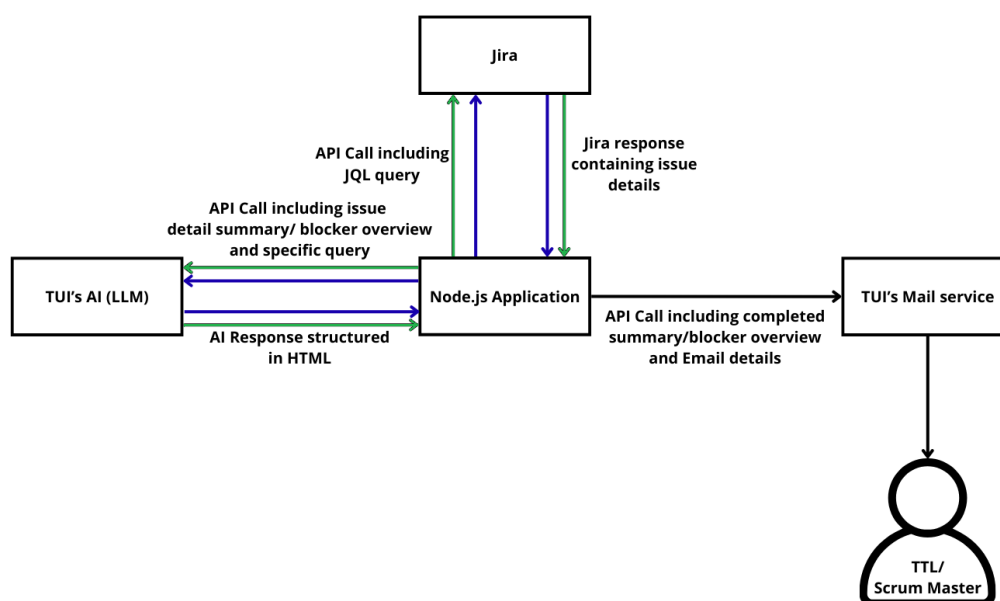 Jira
API Call including
JQL query
Jira response
containing issue
details
API Call including issue
detail summary/ blocker overview
and specific query
TUI's AI (LLM)
Node.js Application
TUI's Mail service
AI Response structured
in HTML
API Call including completed
summary/blocker overview
and Email details
TTL/
Scrum Master